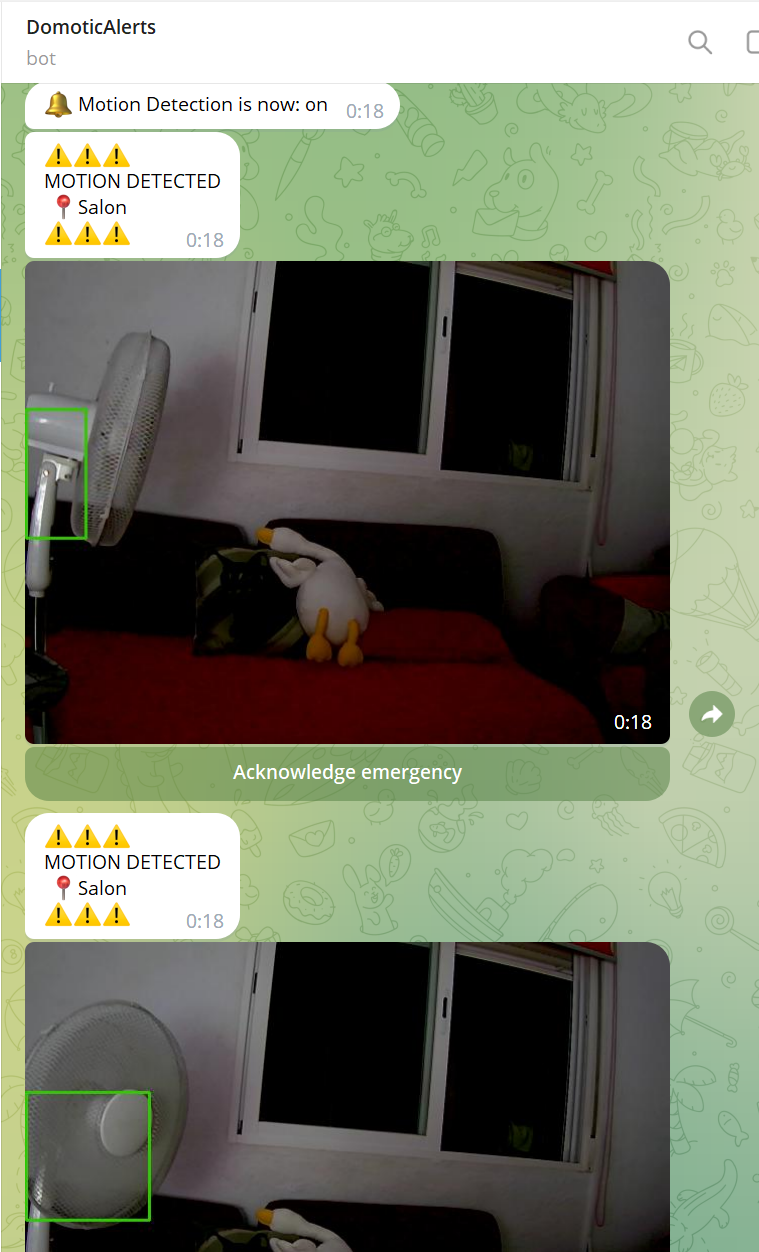 DomoticAlerts
bot
🔔 Motion Detection is now: on 0:18
⚠️⚠️⚠️
MOTION DETECTED
📍 Salon
⚠️⚠️⚠️ 0:18
0:18
Acknowledge emergency
⚠️⚠️⚠️
MOTION DETECTED
📍 Salon
⚠️⚠️⚠️ 0:18